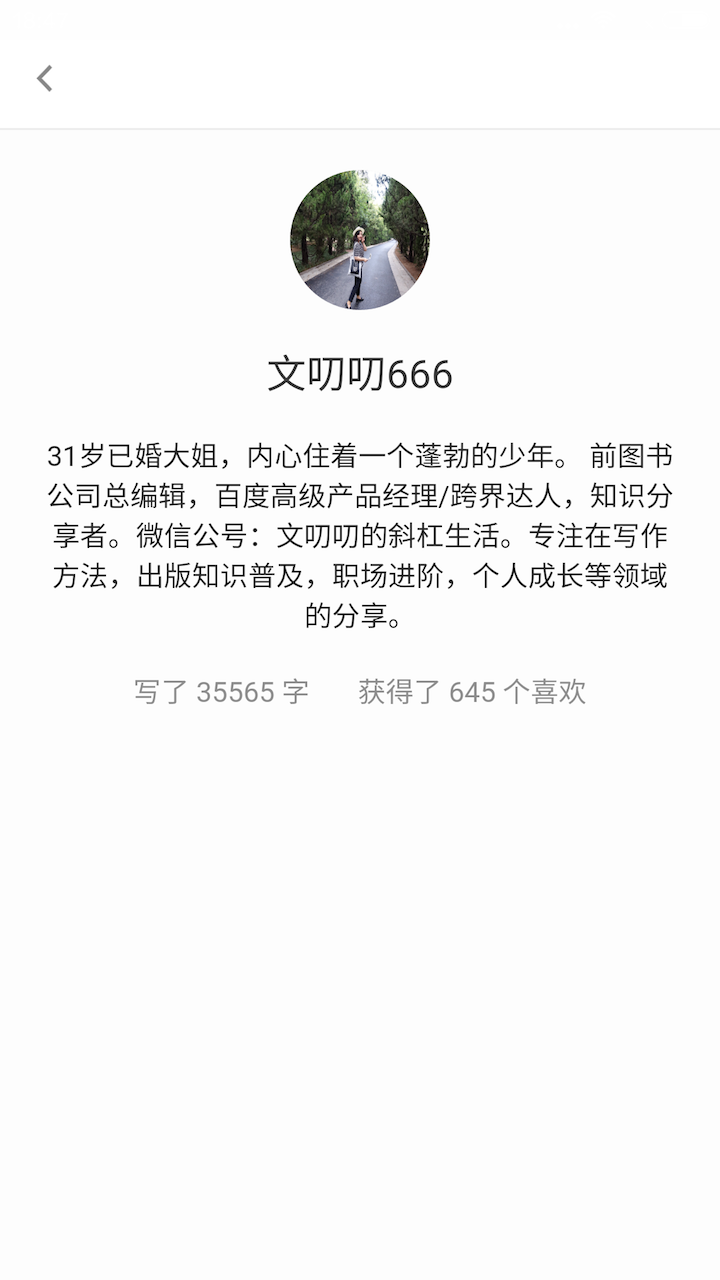 文叨叨666
31岁已婚大姐，内心住着一个蓬勃的少年。 前图书
公司总编辑，百度高级产品经理/跨界达人，知识分
享者。微信公号：文叨叨的斜杠生活。专注在写作
方法，出版知识普及，职场进阶，个人成长等领域
的分享。
写了 35565 字 获得了 645 个喜欢